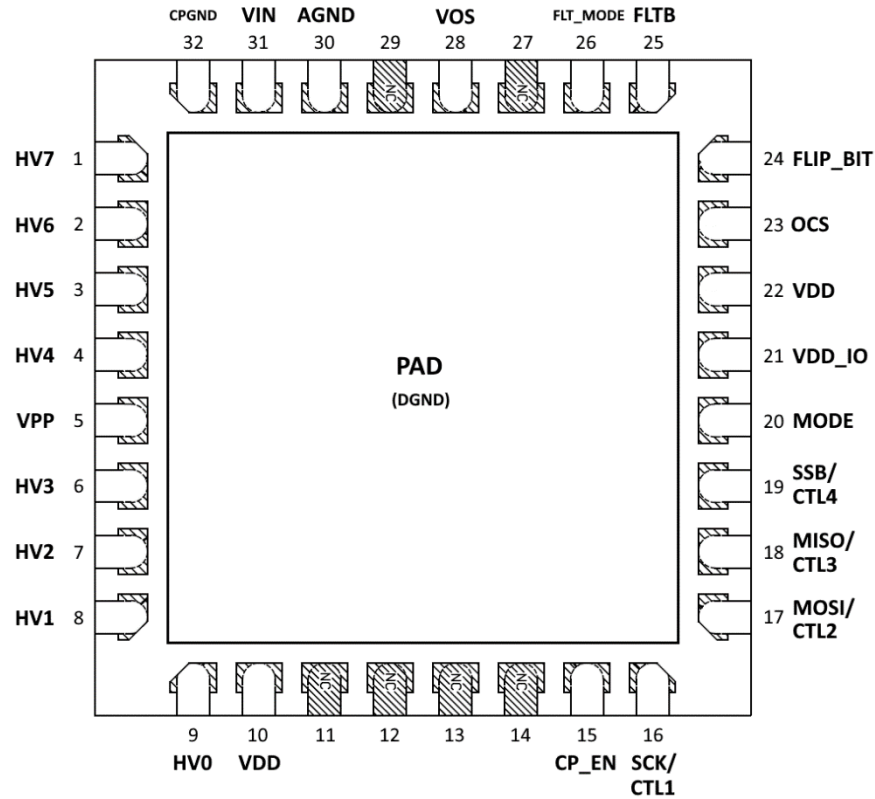 CPGND VIN AGND VOS FLT_MODE FLTB
32 31 30 29 28 27 26 25
NC NC
HV7 1 24 FLIP_BIT
HV6 2 23 OCS
HV5 3 22 VDD
HV4 4 21 VDD_IO
PAD
(DGND)
VPP 5 20 MODE
HV3 6 19 SSB/
CTL4
HV2 7 18 MISO/
CTL3
HV1 8 17 MOSI/
CTL2
NC NC NC NC
9 10 11 12 13 14 15 16
HV0 VDD CP_EN SCK/
CTL1